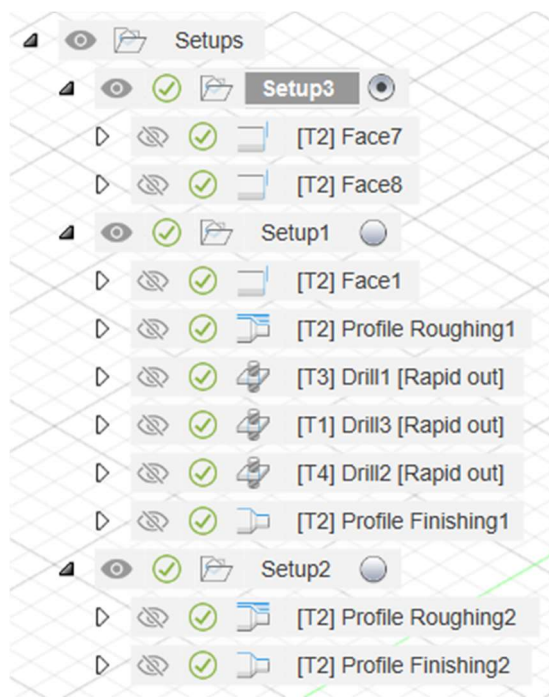 Setups
Setup3
[T2] Face7
[T2] Face8
Setup1
[T2] Face1
[T2] Profile Roughing1
[T3] Drill1 [Rapid out]
[T1] Drill3 [Rapid out]
[T4] Drill2 [Rapid out]
[T2] Profile Finishing1
Setup2
[T2] Profile Roughing2
[T2] Profile Finishing2